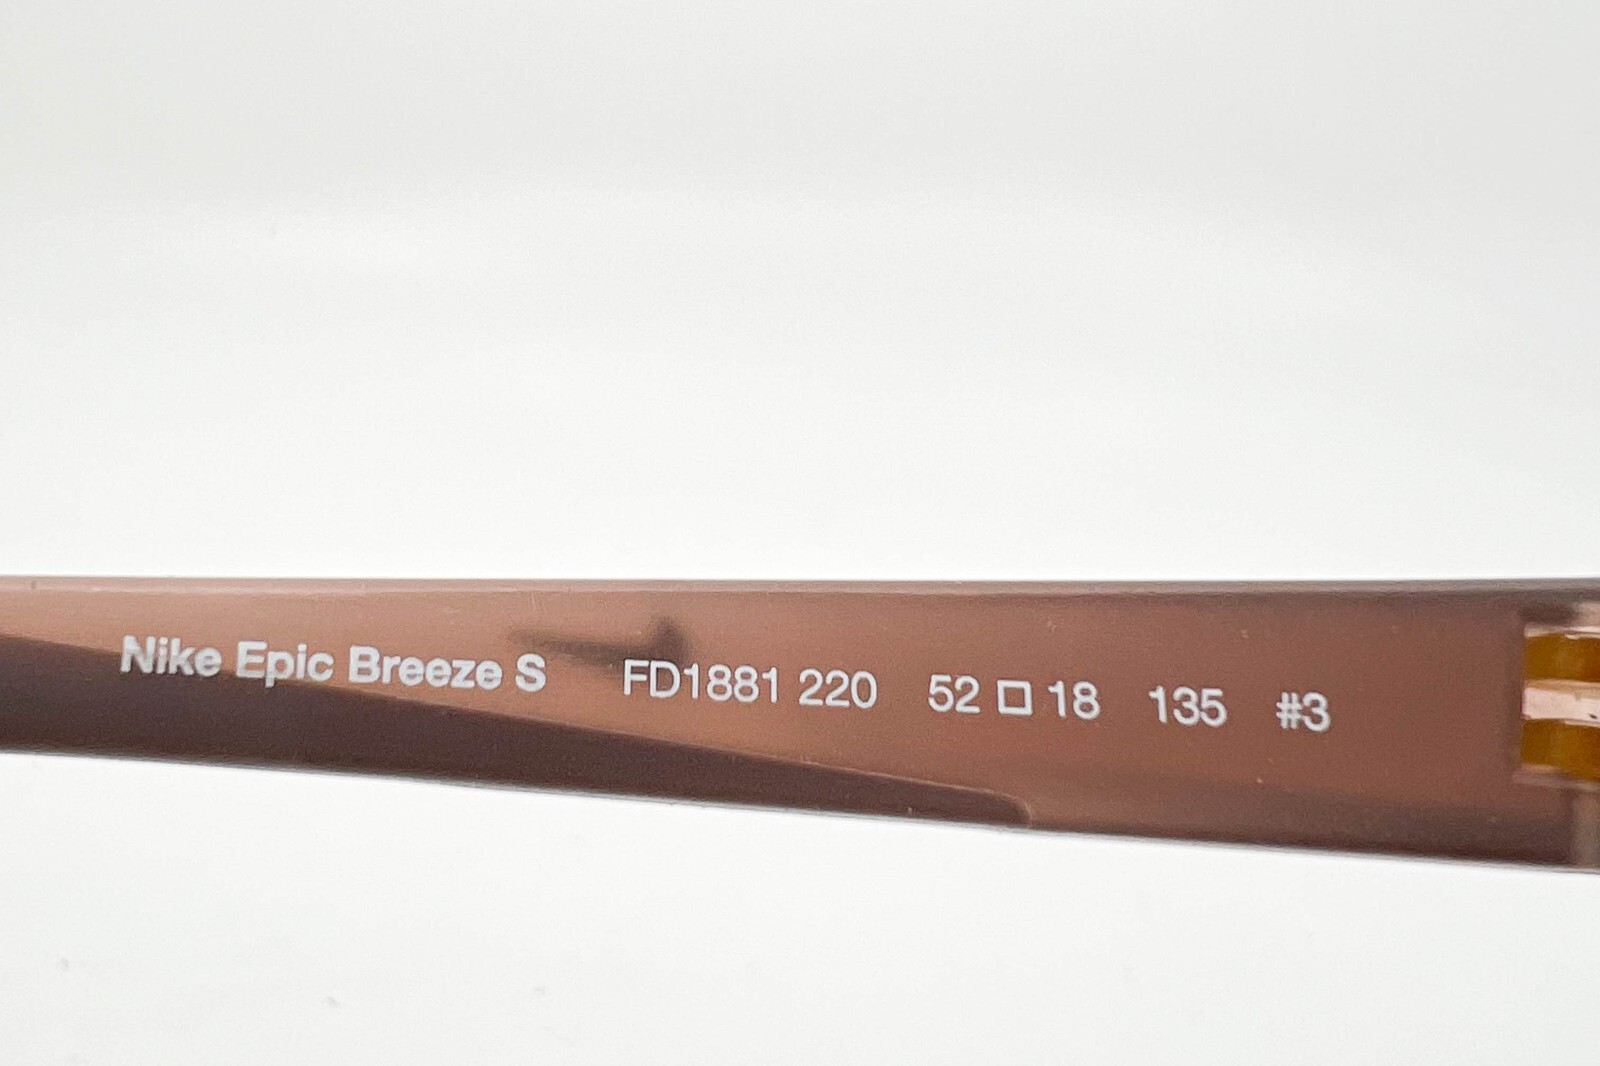 Nike Epic Breeze S FD1881 220 52 □ 18 135 #3